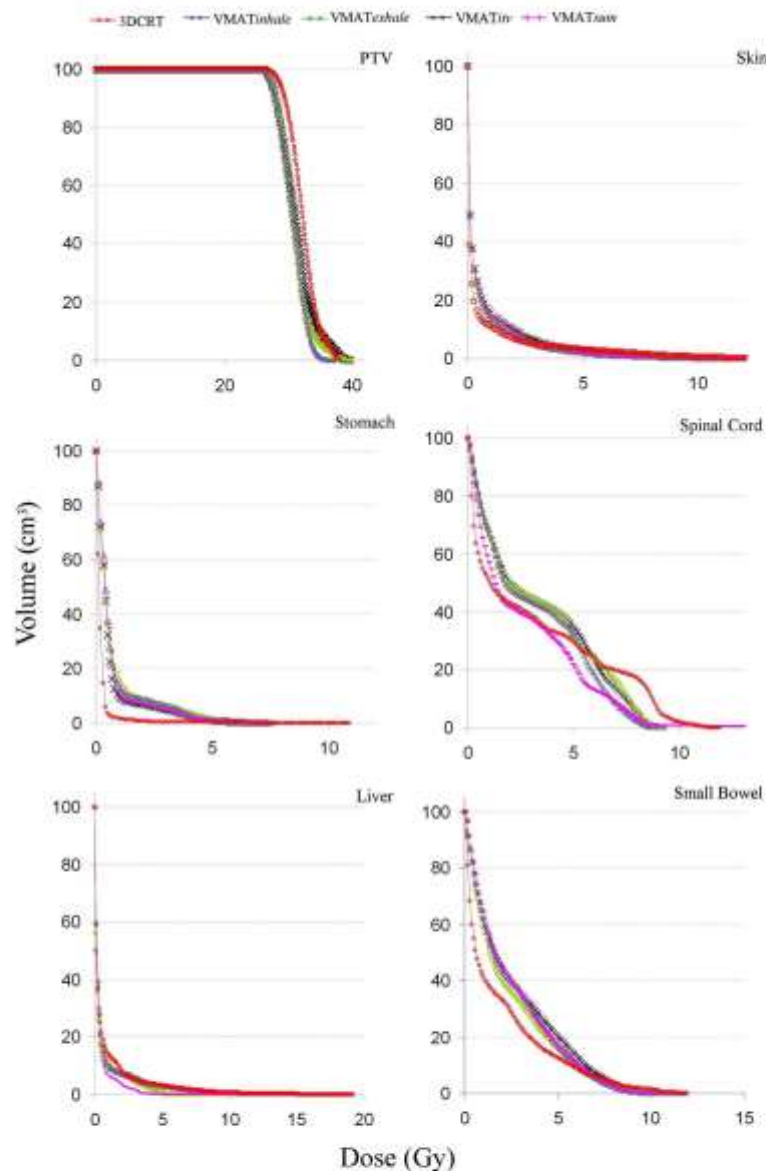 3DCRT VMATinhale VMATexhale VMATin VMATsum
PTV
100
80
60
40
20
0
0 20 40
Skin
100
80
60
40
20
0
0 5 10
Stomach
100
80
60
40
20
0
0 5 10
Spinal Cord
100
80
60
40
20
0
0 5 10
Liver
100
80
60
40
20
0
0 5 10 15 20
Small Bowel
100
80
60
40
20
0
0 5 10 15
Volume (cm³)
Dose (Gy)